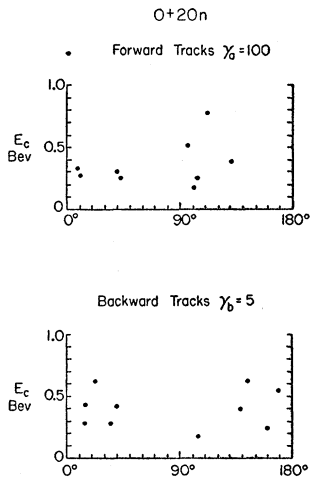 O+20n
Forward Tracks γa=100
1.0
Ec
Bev
0.5
0
0°
90°
180°
Backward Tracks γb=5
1.0
Ec
Bev
0.5
0
0°
90°
180°